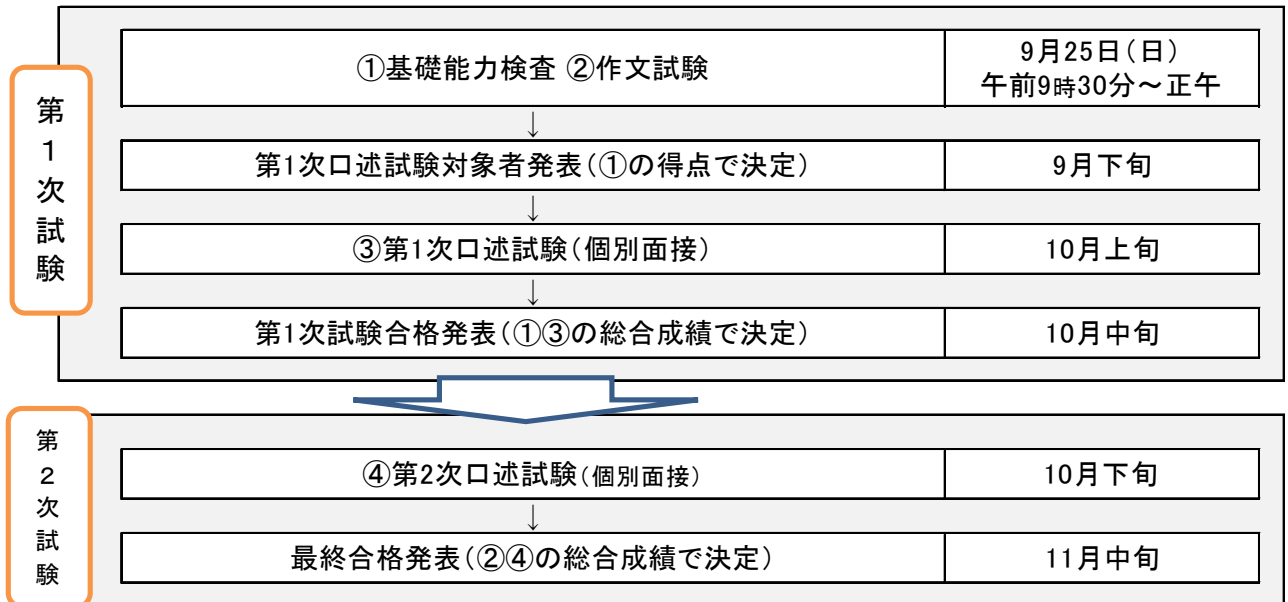 第1次試験
①基礎能力検査 ②作文試験
9月25日(日)
午前9時30分～正午
↓
第1次口述試験対象者発表(①の得点で決定)
9月下旬
↓
③第1次口述試験(個別面接)
10月上旬
↓
第1次試験合格発表(①③の総合成績で決定)
10月中旬
第2次試験
④第2次口述試験(個別面接)
10月下旬
↓
最終合格発表(②④の総合成績で決定)
11月中旬